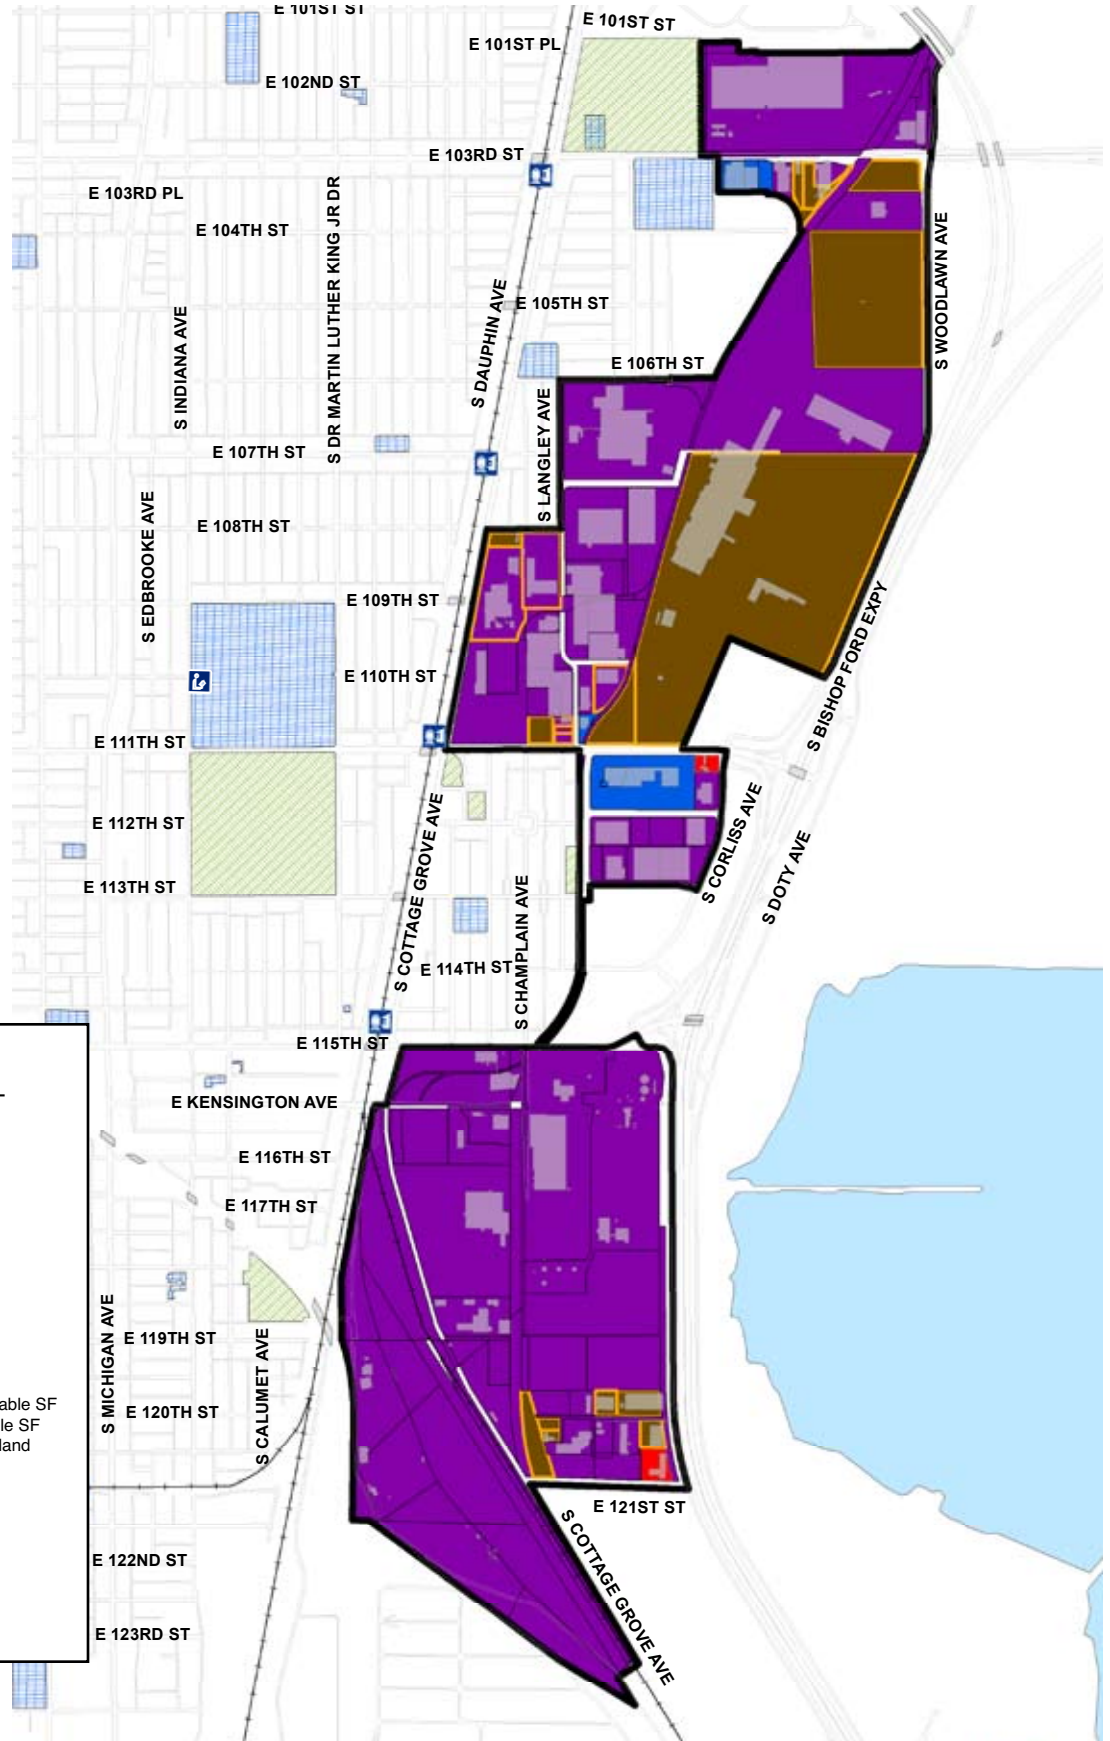 E 101ST ST
E 101ST ST
E 101ST PL
E 102ND ST
E 103RD ST
E 103RD PL
S DR MARTIN LUTHER KING JR DR
E 104TH ST
S WOODLAWN AVE
S DAUPHIN AVE
E 105TH ST
S INDIANA AVE
E 106TH ST
S LANGLEY AVE
E 107TH ST
S EDBROOKE AVE
E 108TH ST
E 109TH ST
S BISHOP FORD EXPY
E 110TH ST
E 111TH ST
S CORLISS AVE
S COTTAGE GROVE AVE
E 112TH ST
S DOTY AVE
E 113TH ST
S CHAMPLAIN AVE
E 114TH ST
E 115TH ST
E KENSINGTON AVE
E 116TH ST
E 117TH ST
S MICHIGAN AVE
E 119TH ST
S CALUMET AVE
able SF
E 120TH ST
le SF
land
E 121ST ST
S COTTAGE GROVE AVE
E 122ND ST
E 123RD ST